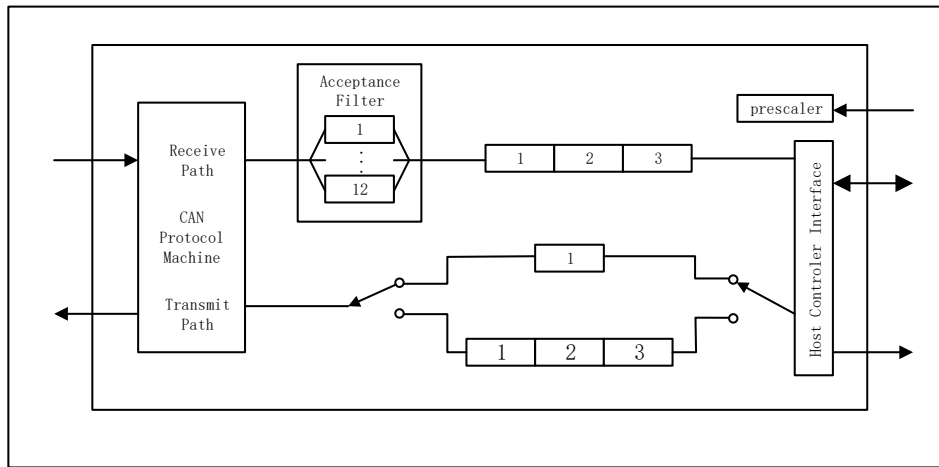 Acceptance
Filter
1
:
:
12
prescaler
Receive
Path
CAN
Protocol
Machine
Transmit
Path
1 2 3
1
1 2 3
Host Controler Interface